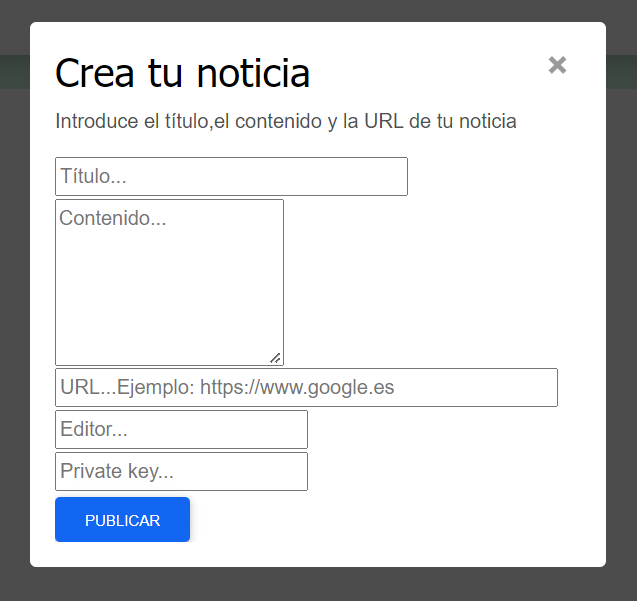 Crea tu noticia
Introduce el título,el contenido y la URL de tu noticia
Título...
Contenido...
URL...Ejemplo: https://www.google.es
Editor...
Private key...
PUBLICAR